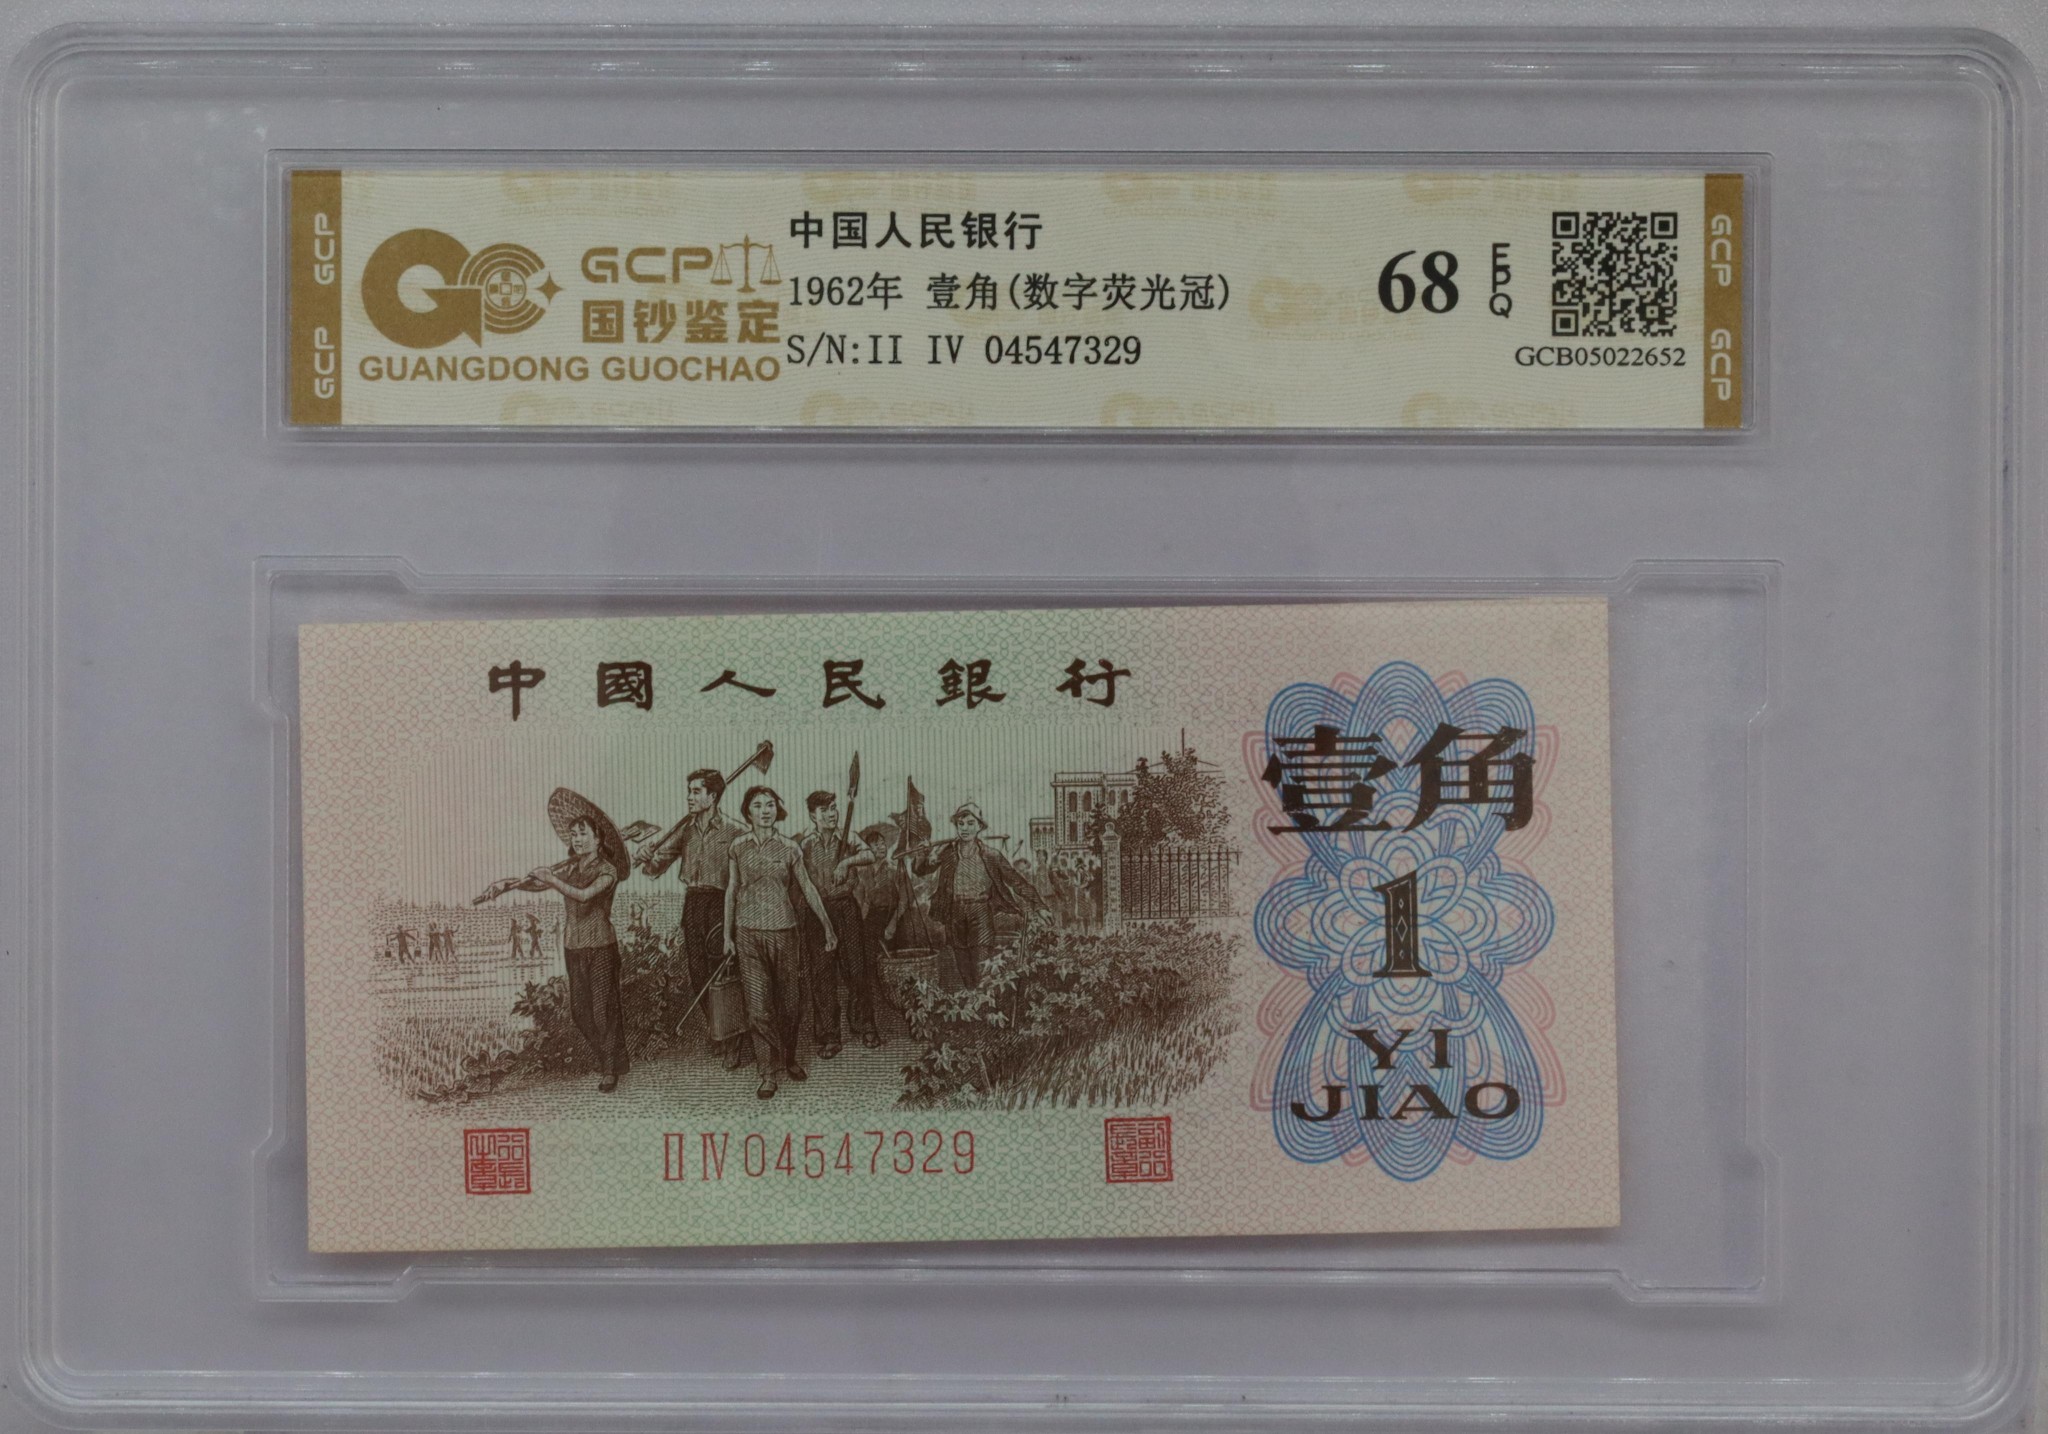 GCP GCP
GCP
国钞鉴定
GUANGDONG GUOCHAO
中国人民银行
1962年 壹角(数字荧光冠)
S/N:II IV 04547329
68 EPQ
GCB05022652
GCP GCP
中國人民銀行
壹角
1
YI
JIAO
II IV 04547329